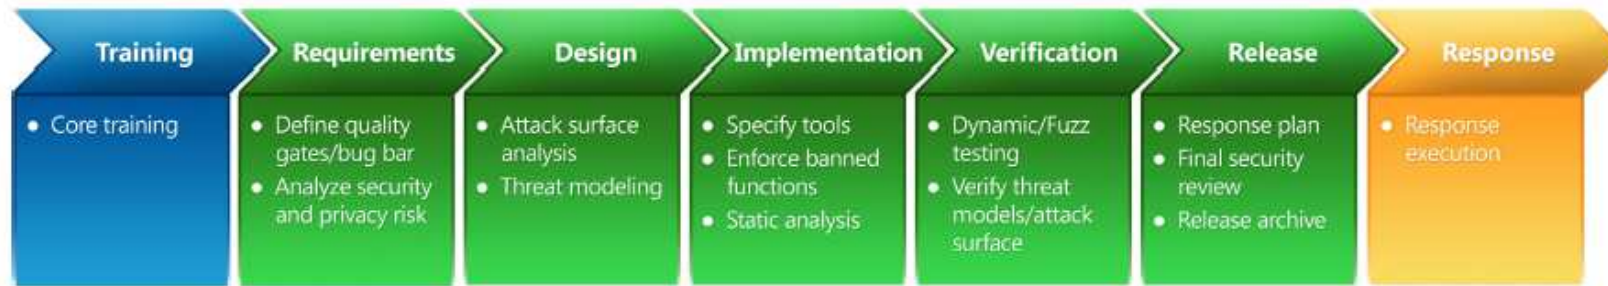 Training
Requirements
Design
Implementation
Verification
Release
Response
• Core training
• Define quality
gates/bug bar
• Analyze security
and privacy risk
• Attack surface
analysis
• Threat modeling
• Specify tools
• Enforce banned
functions
• Static analysis
• Dynamic/Fuzz
testing
• Verify threat
models/attack
surface
• Response plan
• Final security
review
• Release archive
• Response
execution